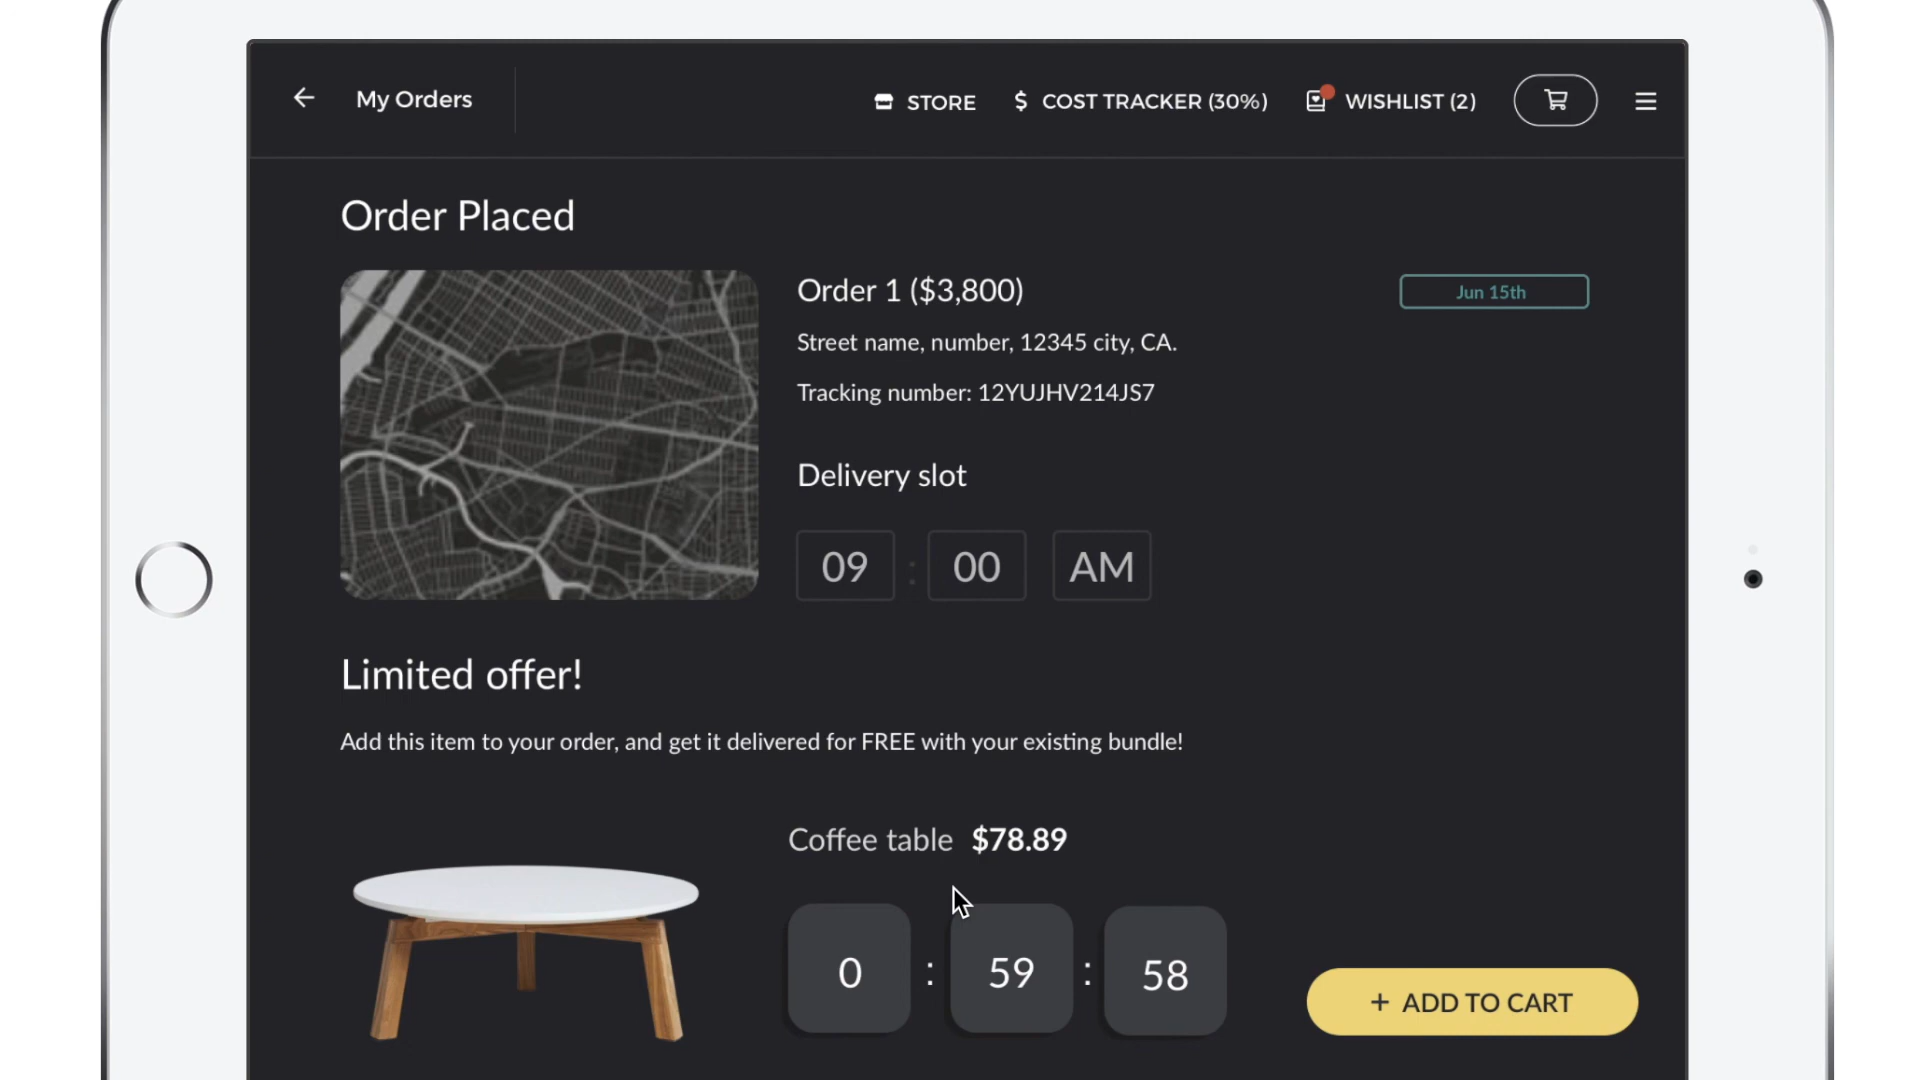 My Orders
STORE
$ COST TRACKER (30%)
WISHLIST (2)
Order Placed
Order 1 ($3,800)
Jun 15th
Street name, number, 12345 city, CA.
Tracking number: 12YUJHV214JS7
Delivery slot
09 : 00 AM
Limited offer!
Add this item to your order, and get it delivered for FREE with your existing bundle!
Coffee table $78.89
0 : 59 : 58
+ ADD TO CART